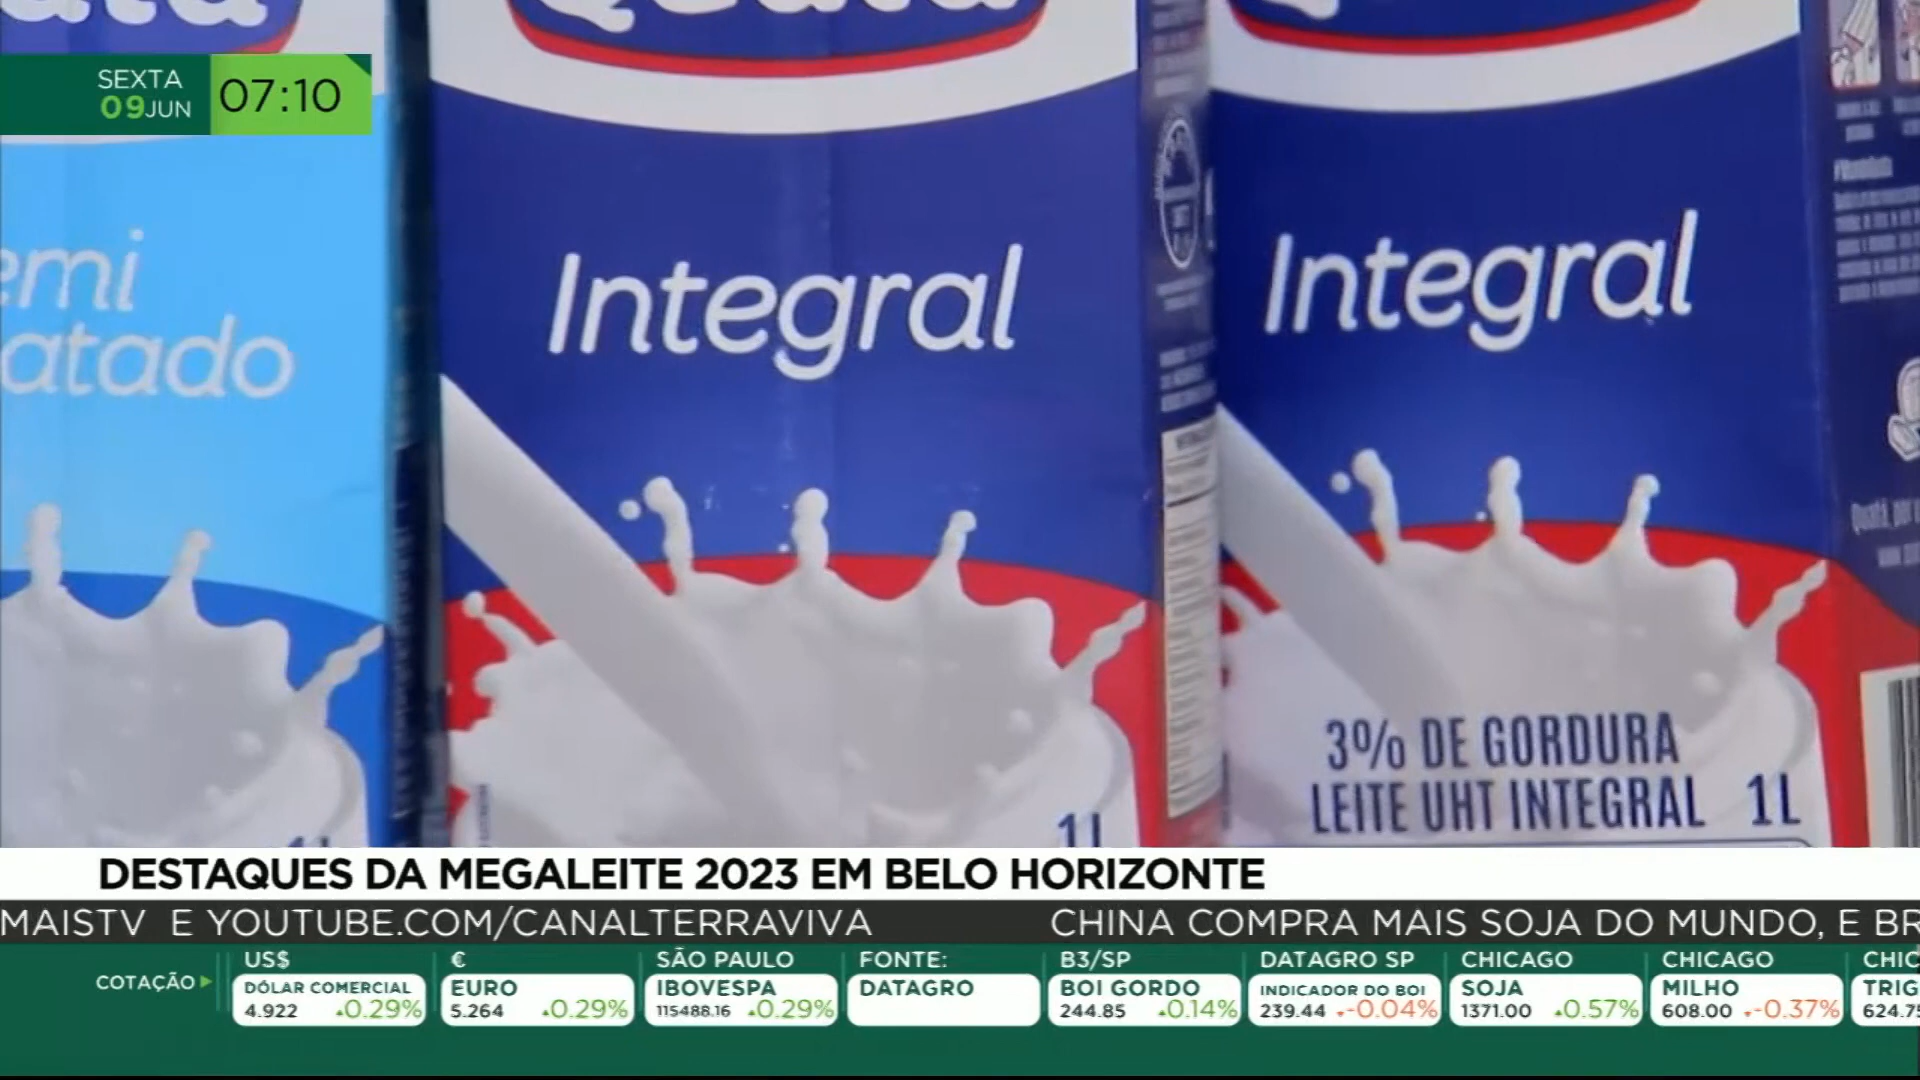 SEXTA
09JUN
07:10
emi
atado
Integral
Integral
3% DE GORDURA
LEITE UHT INTEGRAL 1L
1L
DESTAQUES DA MEGALEITE 2023 EM BELO HORIZONTE
MAISTV E YOUTUBE.COM/CANALTERRAVIVA CHINA COMPRA MAIS SOJA DO MUNDO, E BR
COTAÇÃO
US$
DÓLAR COMERCIAL
4.922 0.29%
€
EURO
5.264 0.29%
SÃO PAULO
IBOVESPA
115488.16 0.29%
FONTE:
DATAGRO
B3/SP
BOI GORDO
244.85 0.14%
DATAGRO SP
INDICADOR DO BOI
239.44 -0.04%
CHICAGO
SOJA
1371.00 0.57%
CHICAGO
MILHO
608.00 -0.37%
CHIC
TRIG
624.75